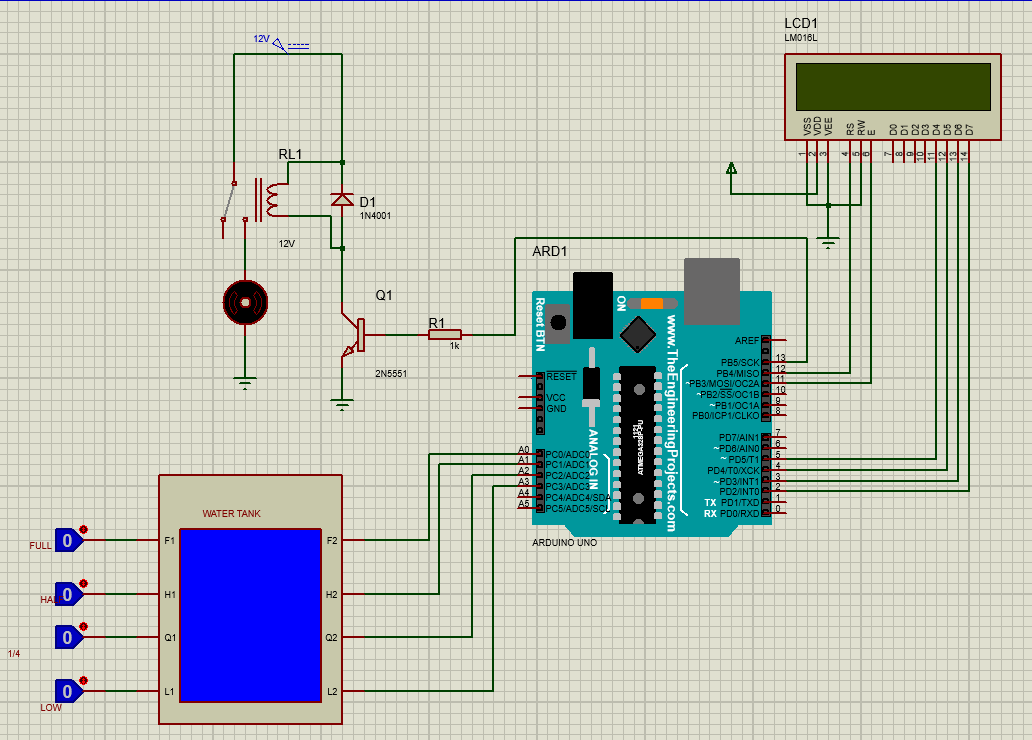 LCD1
LM016L
12V
VSS VDD VEE RS RW E D0 D1 D2 D3 D4 D5 D6 D7
1 2 3 4 5 6 7 8 9 10 11 12 13 14
RL1
D1
1N4001
12V
ARD1
Q1
R1
1k
2N5551
ON
Reset BTN
www.TheEngineeringProjects.com
AREF
PB5/SCK 13
PB4/MISO 12
~PB3/MOSI/OC2A 11
~PB2/SS/OC1B 10
~PB1/OC1A 9
PB0/ICP1/CLKO 8
RESET
VCC
GND
ANALOG IN
A0 PC0/ADC0
A1 PC1/ADC1
A2 PC2/ADC2
A3 PC3/ADC3
A4 PC4/ADC4/SDA
A5 PC5/ADC5/SCL
PD7/AIN1 7
~PD6/AIN0 6
~PD5/T1 5
PD4/T0/XCK 4
~PD3/INT1 3
PD2/INT0 2
TX PD1/TXD 1
RX PD0/RXD 0
ARDUINO UNO
WATER TANK
FULL 0 F1 F2
0 H1 H2
0 Q1 Q2
1/4
0 L1 L2
LOW